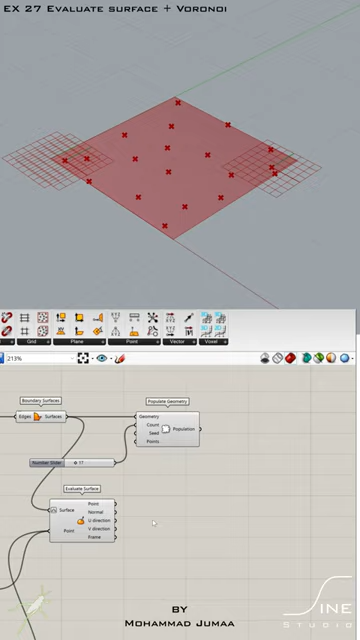 EX 27 Evaluate surface + Voronoi
Grid
Plane
Point
Vector
Voxel
213%
Boundary Surfaces
Populate Geometry
Edges
Surfaces
Geometry
Count
Seed
Points
Population
Number Slider
17
Evaluate Surface
Surface
Point
Point
Normal
U direction
V direction
Frame
BY
Mohammad Jumaa
SINE
Studio